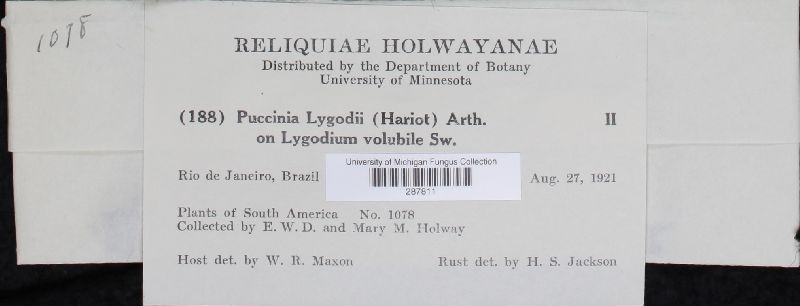 1078
RELIQUIAE HOLWAYANAE
Distributed by the Department of Botany
University of Minnesota
(188) Puccinia Lygodii (Hariot) Arth. II
on Lygodium volubile Sw.
University of Michigan Fungus Collection
287811
Rio de Janeiro, Brazil Aug. 27, 1921
Plants of South America No. 1078
Collected by E. W. D. and Mary M. Holway
Host det. by W. R. Maxon Rust det. by H. S. Jackson